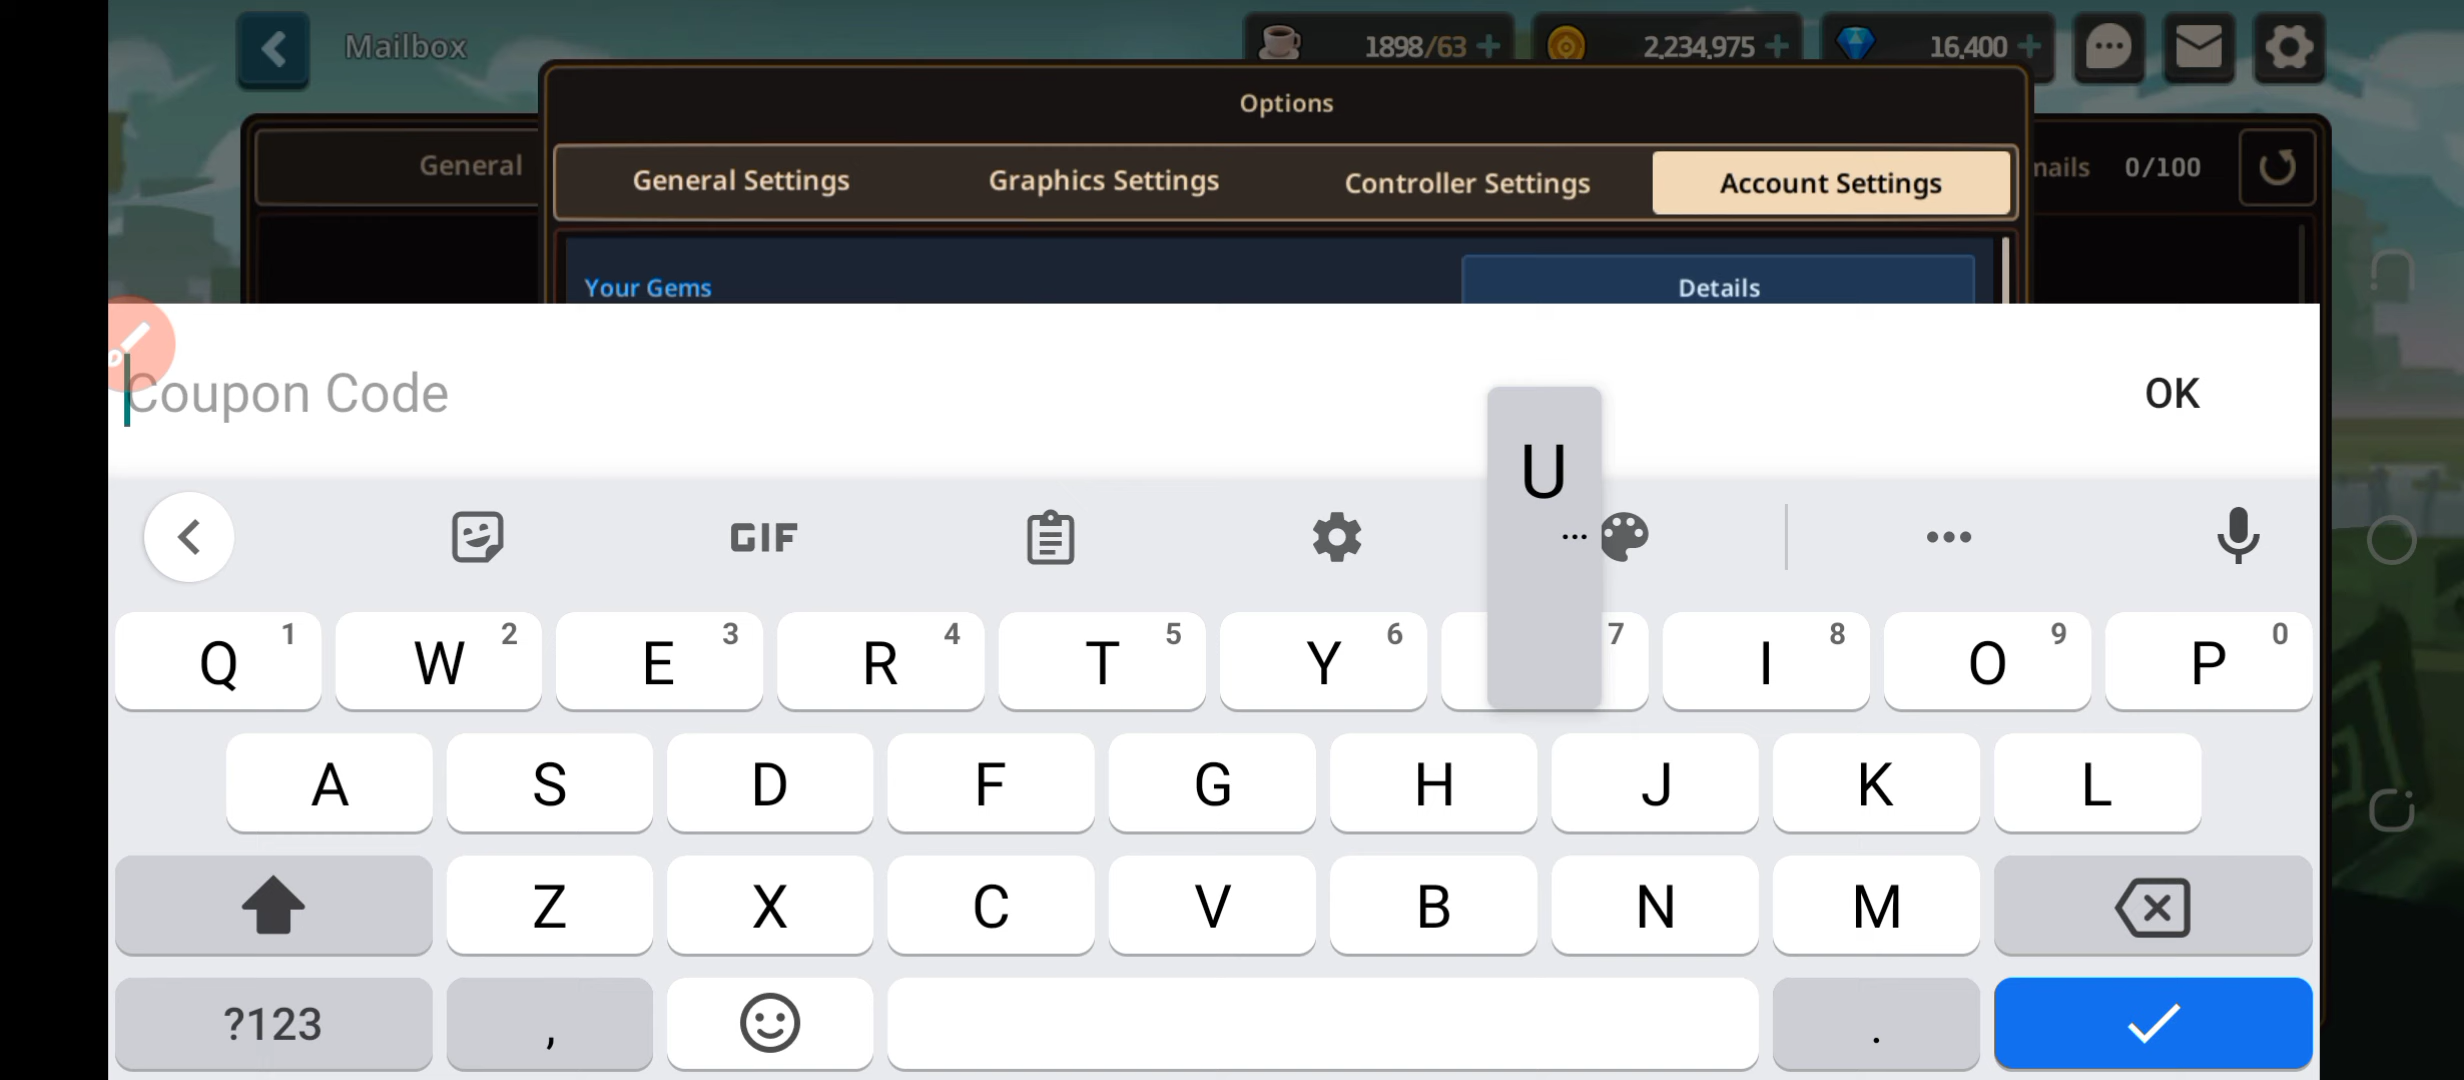 Mailbox
1898/63 +
2,234,975 +
16,400 +
Options
General
General Settings
Graphics Settings
Controller Settings
Account Settings
mails 0/100
Your Gems
Details
Coupon Code
OK
U
...
GIF
Q 1
W 2
E 3
R 4
T 5
Y 6
7
I 8
O 9
P 0
A S D F G H J K L
Z X C V B N M
?123 , .